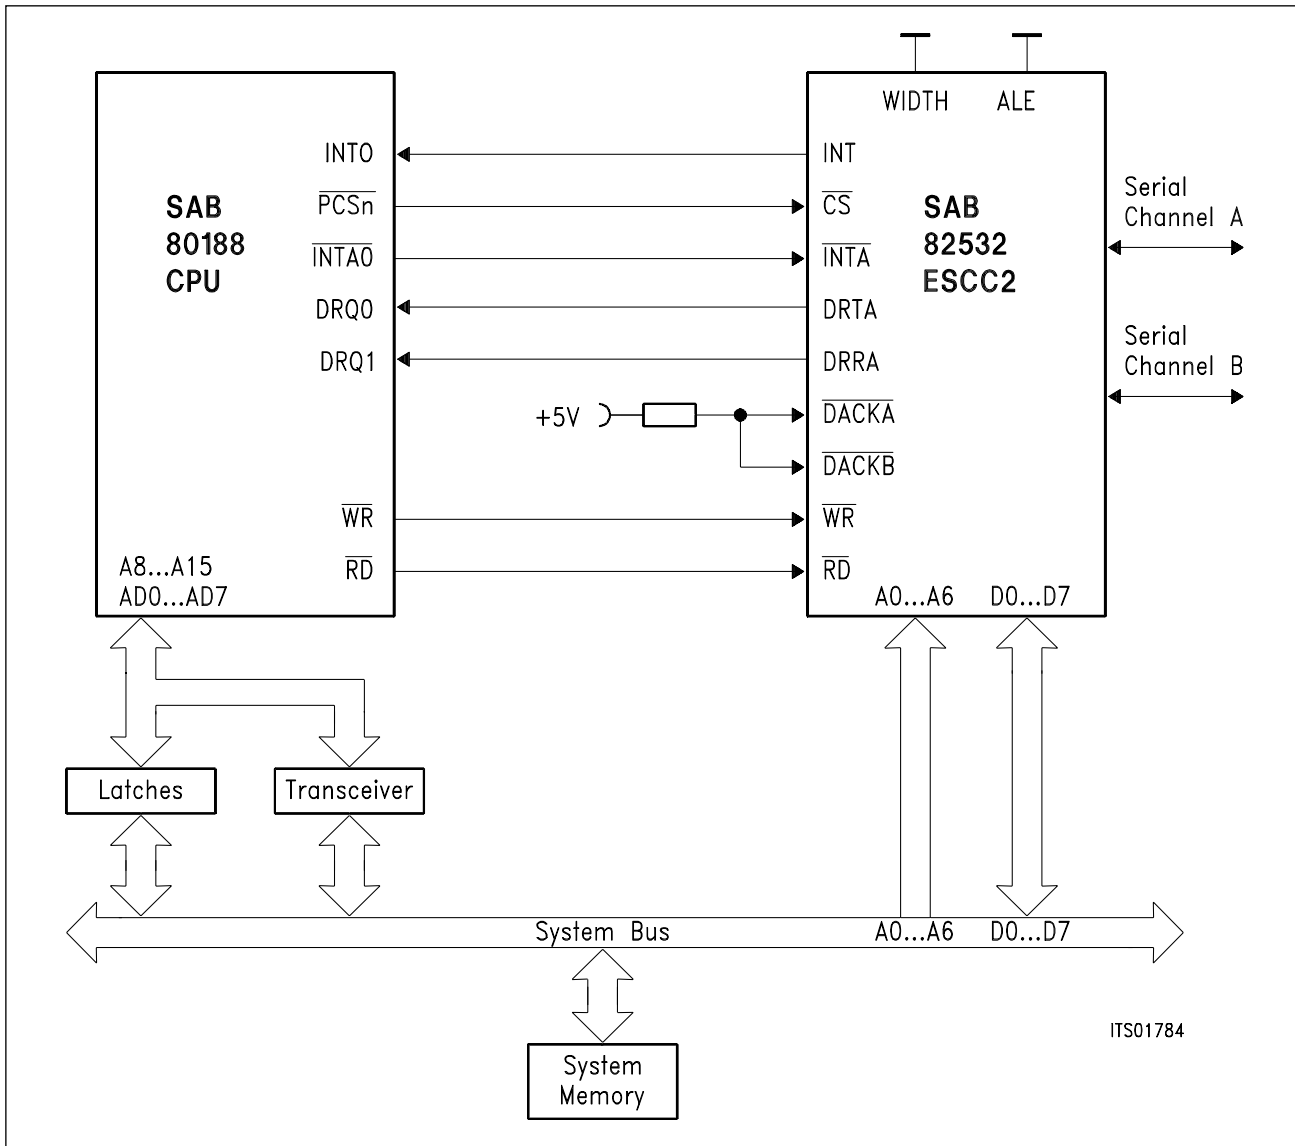 WIDTH ALE
INT0
PCSn
INTA0
DRQ0
DRQ1
SAB
80188
CPU
WR
RD
A8...A15
AD0...AD7
INT
CS
INTA
DRTA
DRRA
DACKA
DACKB
WR
RD
SAB
82532
ESCC2
A0...A6 D0...D7
+5V
Serial
Channel A
Serial
Channel B
Latches
Transceiver
System Bus
A0...A6 D0...D7
System
Memory
ITS01784